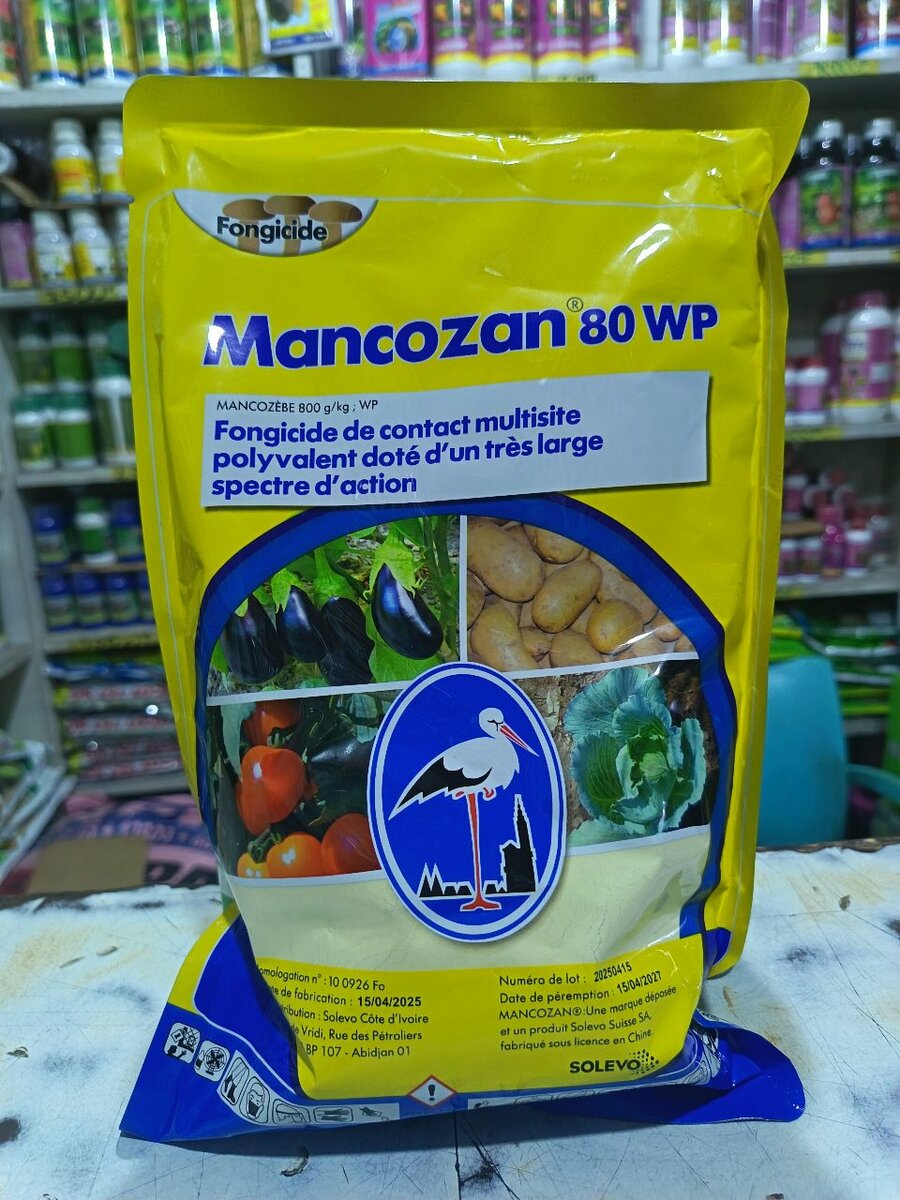 Fongicide
Mancozan® 80 WP
MANCOZÈBE 800 g/kg ; WP
Fongicide de contact multisite
polyvalent doté d'un très large
spectre d'action
omologation n° : 10 0926 Fo
de fabrication : 15/04/2025
tribution : Solevo Côte d'Ivoire
de Vridi, Rue des Pétroliers
BP 107 - Abidjan 01
Numéro de lot : 20250415
Date de péremption : 15/04/2027
MANCOZAN®:Une marque déposée
et un produit Solevo Suisse SA,
fabriqué sous licence en Chine.
SOLEVO